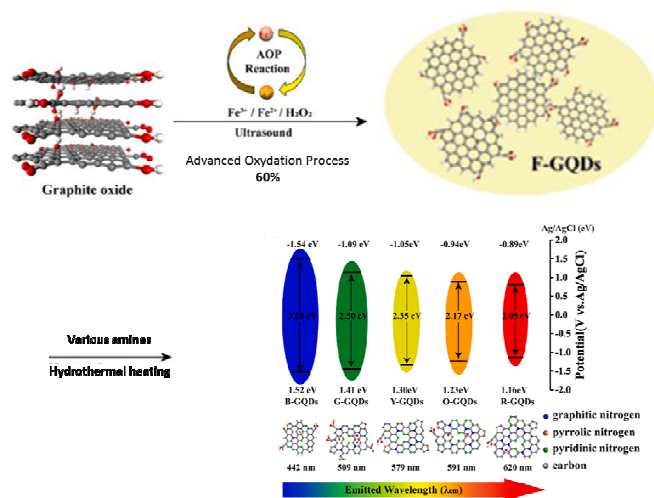 AOP
Reaction
Fe³⁺ / Fe²⁺ / H₂O₂
Ultrasound
Advanced Oxydation Process
60%
Graphite oxide
F-GQDs
Various amines
Hydrothermal heating
Ag/AgCl (eV)
-1.54 eV -1.09 eV -1.05eV -0.94eV -0.89eV
2.0
1.5
1.0
0.5
0.0
-0.5
-1.0
-1.5
-2.0
Potential(V vs.Ag/AgCl)
2.50 eV 2.35 eV 2.17 eV 2.05 eV
1.52 eV 1.41 eV 1.30eV 1.23eV 1.16eV
B-GQDs G-GQDs Y-GQDs O-GQDs R-GQDs
graphitic nitrogen
pyrrolic nitrogen
pyridinic nitrogen
carbon
442 nm 509 nm 579 nm 591 nm 620 nm
Emitted Wavelength (λem)